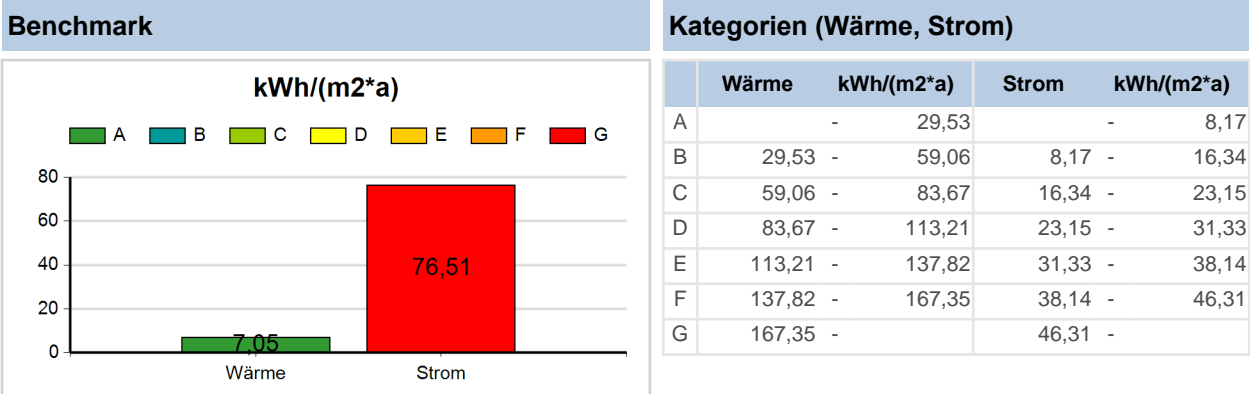 Benchmark
kWh/(m2*a)
A B C D E F G
80
60
40
20
0
76,51
7,05
Wärme Strom
Kategorien (Wärme, Strom)
Wärme kWh/(m2*a) Strom kWh/(m2*a)
A - 29,53 - 8,17
B 29,53 - 59,06 8,17 - 16,34
C 59,06 - 83,67 16,34 - 23,15
D 83,67 - 113,21 23,15 - 31,33
E 113,21 - 137,82 31,33 - 38,14
F 137,82 - 167,35 38,14 - 46,31
G 167,35 - 46,31 -